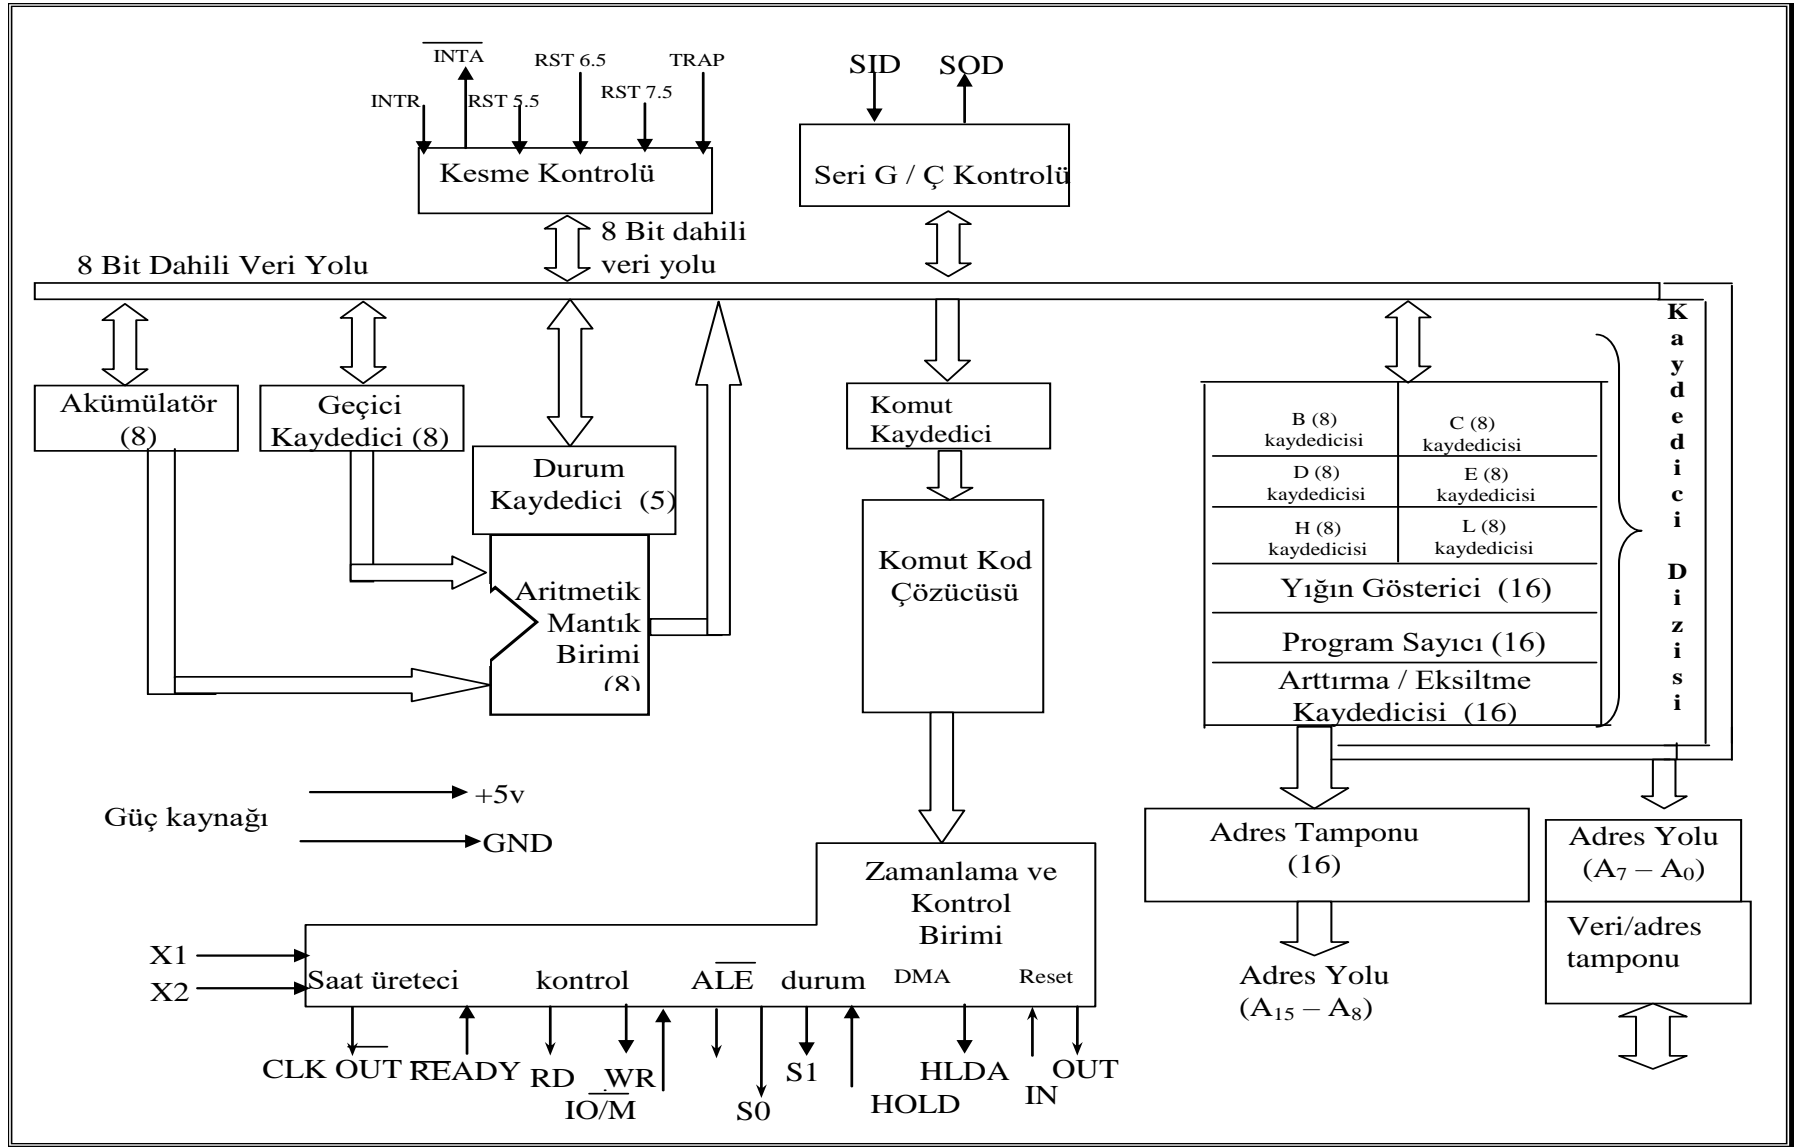 INTA
RST 6.5
TRAP
INTR
RST 5.5
RST 7.5
SID
SOD
Kesme Kontrolü
Seri G / Ç Kontrolü
8 Bit dahili
veri yolu
8 Bit Dahili Veri Yolu
Akümülatör
(8)
Geçici
Kaydedici (8)
Durum
Kaydedici (5)
Aritmetik
Mantık
Birimi
(8)
Komut
Kaydedici
Komut Kod
Çözücüsü
B (8)
kaydedicisi
C (8)
kaydedicisi
D (8)
kaydedicisi
E (8)
kaydedicisi
H (8)
kaydedicisi
L (8)
kaydedicisi
Yığın Gösterici (16)
Program Sayıcı (16)
Arttırma / Eksiltme
Kaydedicisi (16)
Kaydedici Dizisi
Güç kaynağı
+5v
GND
Adres Tamponu
(16)
Adres Yolu
(A₇ – A₀)
Veri/adres
tamponu
Adres Yolu
(A₁₅ – A₈)
Zamanlama ve
Kontrol
Birimi
X1
X2
Saat üreteci
kontrol
ALE
durum
DMA
Reset
CLK OUT
READY
RD
WR
IO/M
S0
S1
HOLD
HLDA
IN
OUT